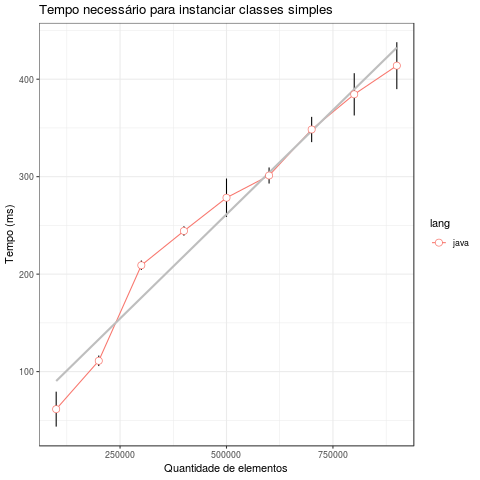 Tempo necessário para instanciar classes simples
400
300
200
100
Tempo (ms)
250000
500000
750000
Quantidade de elementos
lang
java